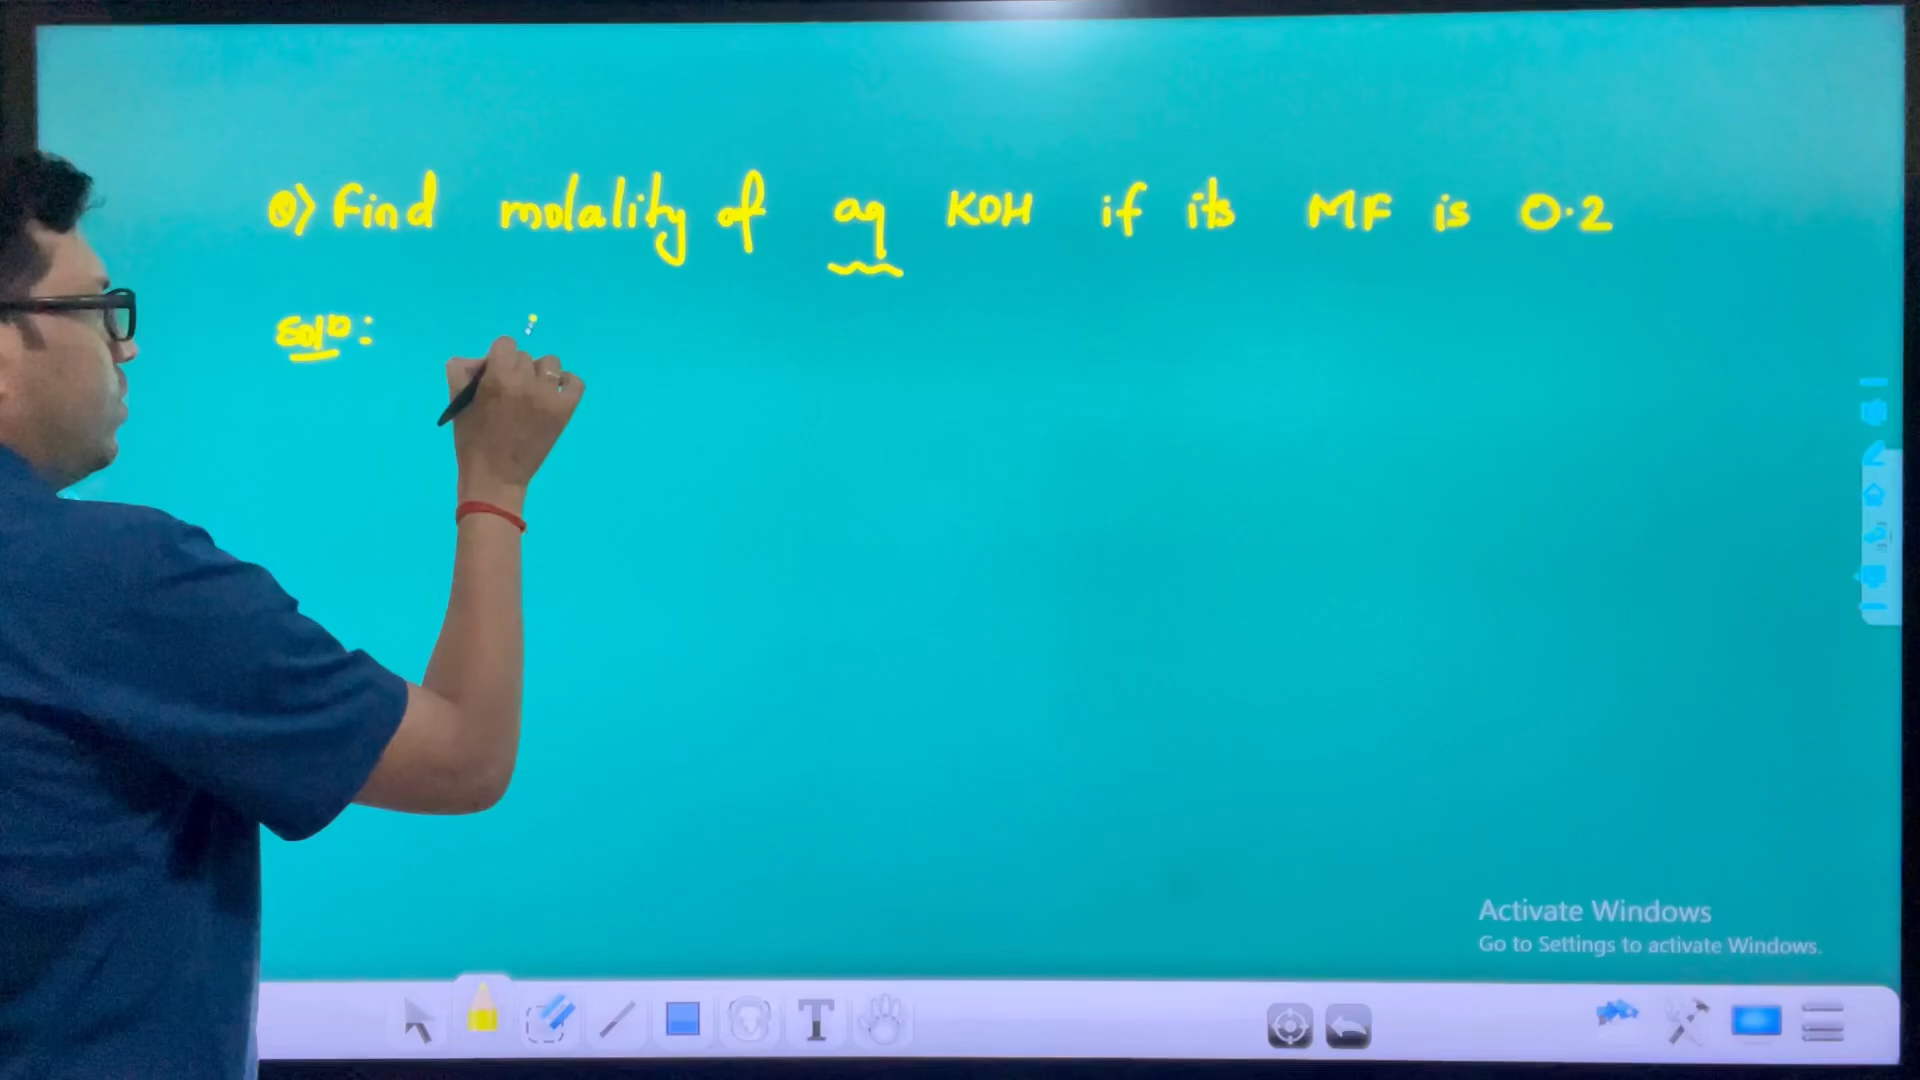 Q) Find molality of aq KOH if its MF is 0.2
Solⁿ:
Activate Windows
Go to Settings to activate Windows.
T